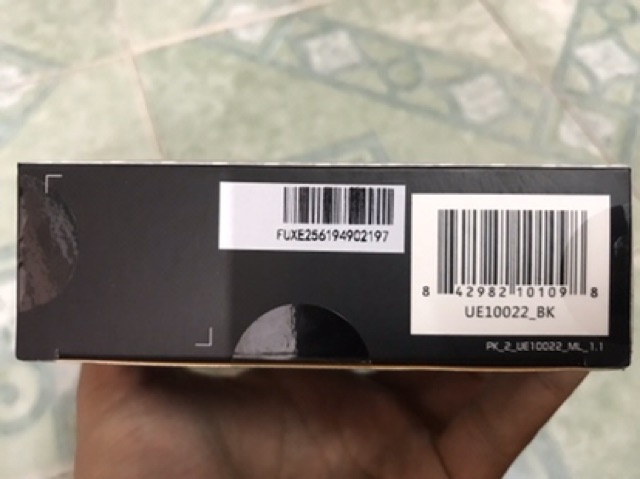 FUXE256194902197
8 42982 10109 8
UE10022_BK
PK_2_UE10022_ML_1.1